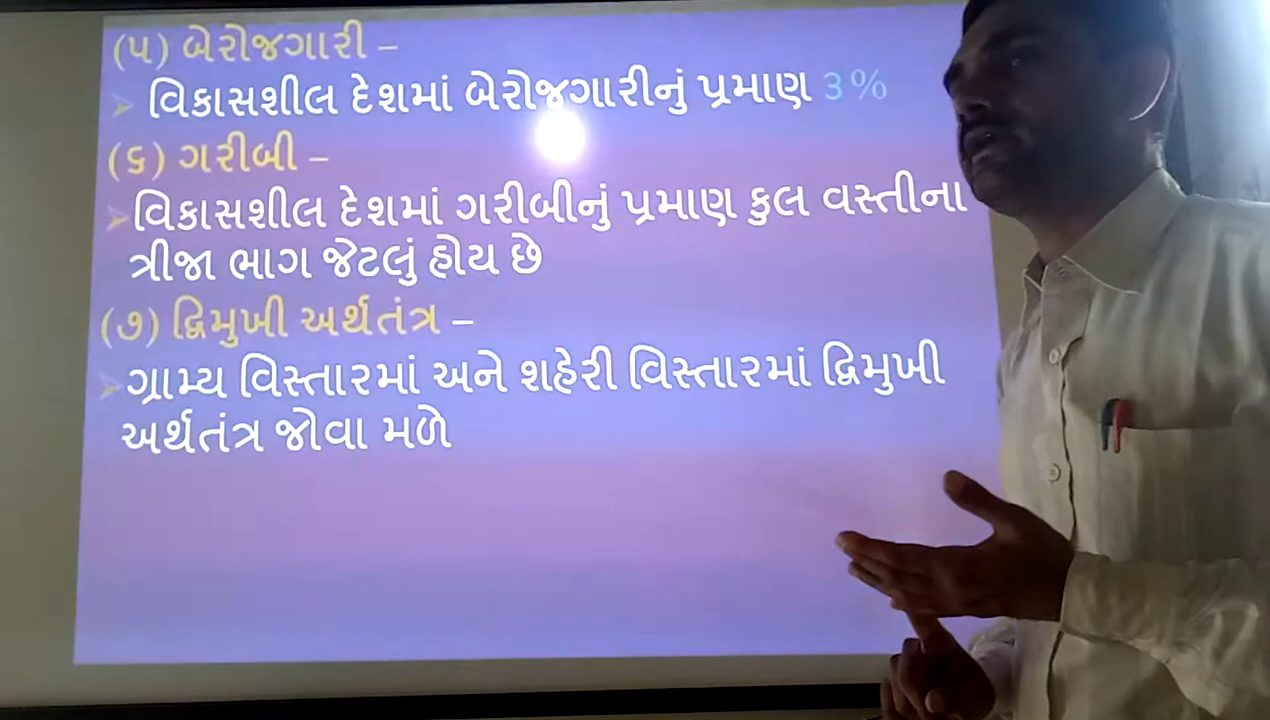 (૫) બેરોજગારી –
➢ વિકાસશીલ દેશમાં બેરોજગારીનું પ્રમાણ 3%
(૬) ગરીબી –
➢વિકાસશીલ દેશમાં ગરીબીનું પ્રમાણ કુલ વસ્તીના
ત્રીજા ભાગ જેટલું હોય છે
(૭) દ્વિમુખી અર્થતંત્ર –
➢ગ્રામ્ય વિસ્તારમાં અને શહેરી વિસ્તારમાં દ્વિમુખી
અર્થતંત્ર જોવા મળે